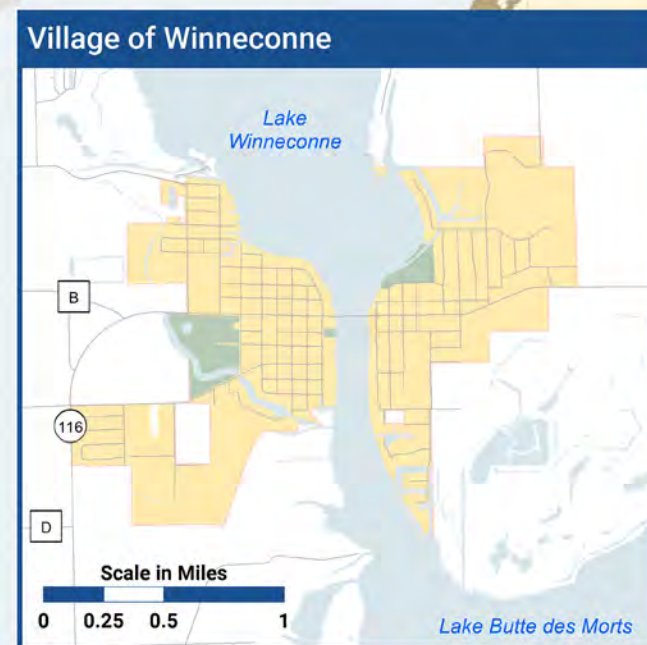 Village of Winneconne
Lake
Winneconne
B
116
D
Scale in Miles
0 0.25 0.5 1
Lake Butte des Morts